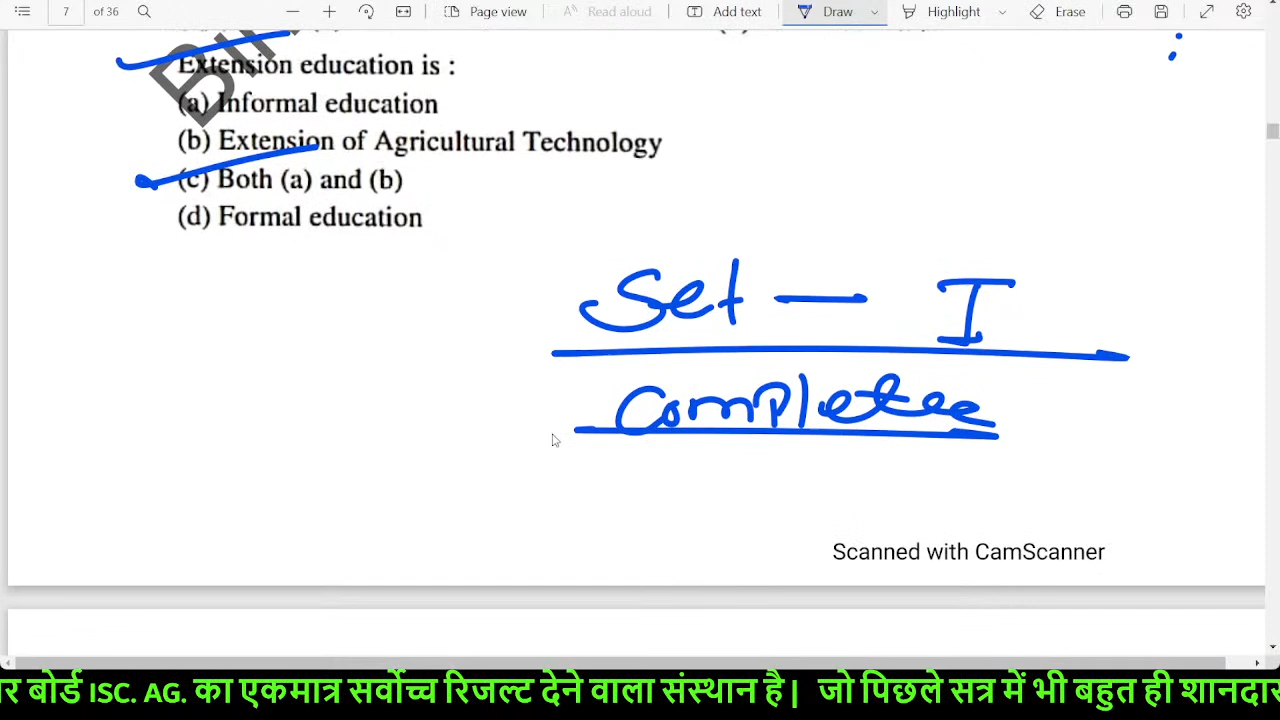 7 of 36 Page view Read aloud Add text Draw Highlight Erase
Extension education is :
(a) Informal education
(b) Extension of Agricultural Technology
(c) Both (a) and (b)
(d) Formal education
Set — I
Complete
Scanned with CamScanner
र बोर्ड ISC. AG. का एकमात्र सर्वोच्च रिजल्ट देने वाला संस्थान है | जो पिछले सत्र में भी बहुत ही शानदार